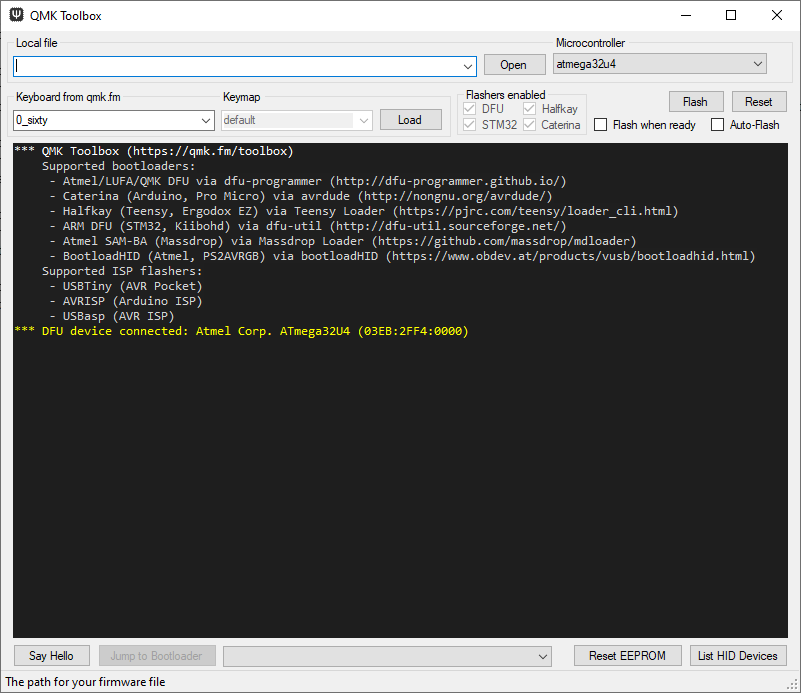 QMK Toolbox
Local file
Open
Microcontroller
atmega32u4
Keyboard from qmk.fm
0_sixty
Keymap
default
Load
Flashers enabled
DFU
Halfkay
STM32
Caterina
Flash
Reset
Flash when ready
Auto-Flash
*** QMK Toolbox (https://qmk.fm/toolbox)
Supported bootloaders:
- Atmel/LUFA/QMK DFU via dfu-programmer (http://dfu-programmer.github.io/)
- Caterina (Arduino, Pro Micro) via avrdude (http://nongnu.org/avrdude/)
- Halfkay (Teensy, Ergodox EZ) via Teensy Loader (https://pjrc.com/teensy/loader_cli.html)
- ARM DFU (STM32, Kiibohd) via dfu-util (http://dfu-util.sourceforge.net/)
- Atmel SAM-BA (Massdrop) via Massdrop Loader (https://github.com/massdrop/mdloader)
- BootloadHID (Atmel, PS2AVRGB) via bootloadHID (https://www.obdev.at/products/vusb/bootloadhid.html)
Supported ISP flashers:
- USBTiny (AVR Pocket)
- AVRISP (Arduino ISP)
- USBasp (AVR ISP)
*** DFU device connected: Atmel Corp. ATmega32U4 (03EB:2FF4:0000)
Say Hello
Jump to Bootloader
Reset EEPROM
List HID Devices
The path for your firmware file